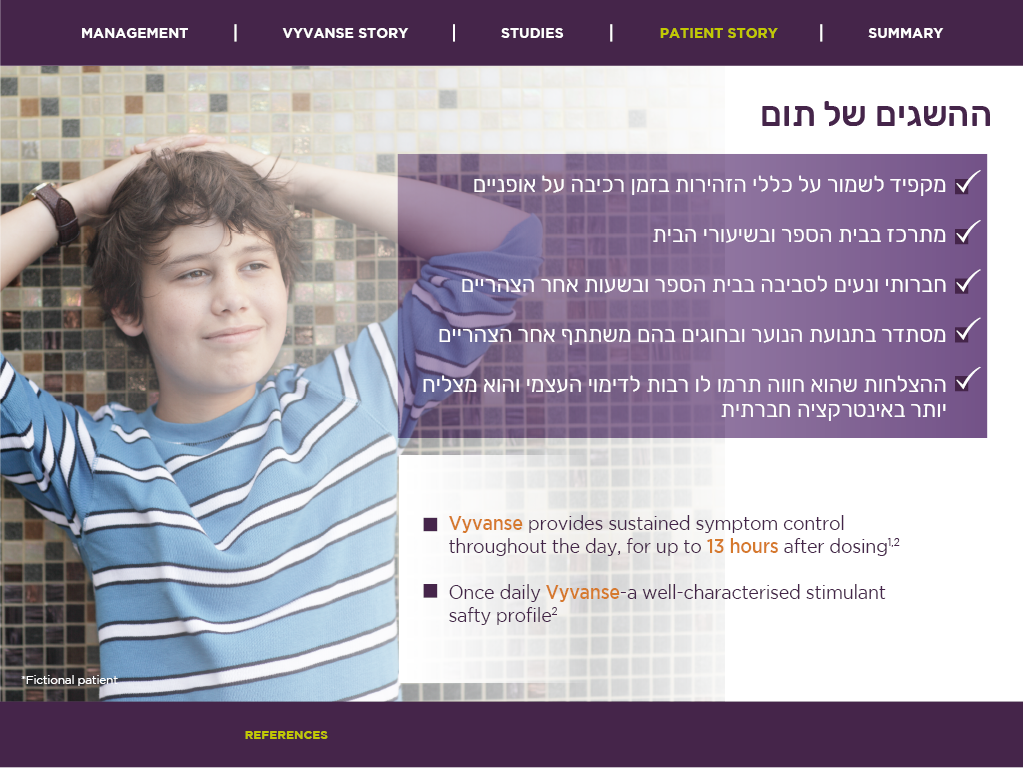 MANAGEMENT | VYVANSE STORY | STUDIES | PATIENT STORY | SUMMARY
ההשגים של תום
מקפיד לשמור על כללי הזהירות בזמן רכיבה על אופניים
מתרכז בבית הספר ובשיעורי הבית
חברותי ונעים לסביבה בבית הספר ובשעות אחר הצהריים
מסתדר בתנועת הנוער ובחוגים בהם משתתף אחר הצהריים
ההצלחות שהוא חווה תרמו לו רבות לדימוי העצמי והוא מצליח
יותר באינטרקציה חברתית
Vyvanse provides sustained symptom control
throughout the day, for up to 13 hours after dosing1,2
Once daily Vyvanse-a well-characterised stimulant
safty profile2
*Fictional patient
REFERENCES